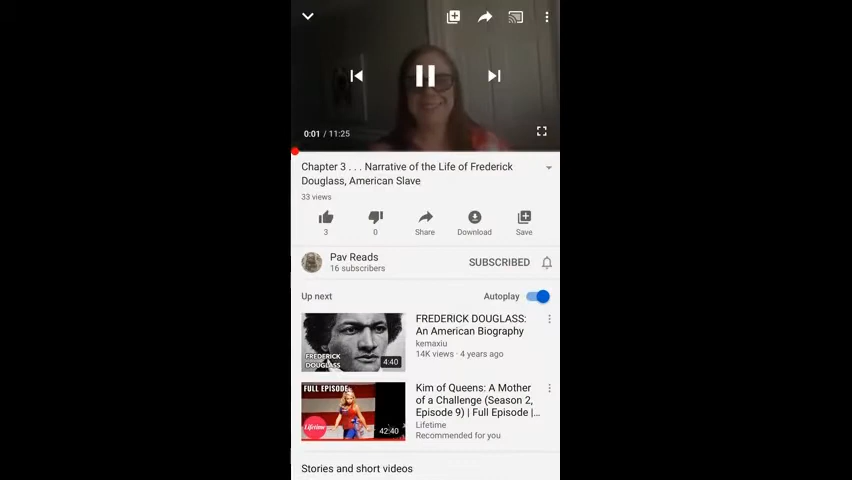 0:01 / 11:25
Chapter 3 . . . Narrative of the Life of Frederick
Douglass, American Slave
33 views
3
0
Share
Download
Save
Pav Reads
16 subscribers
SUBSCRIBED
Up next
Autoplay
FREDERICK
DOUGLASS
4:40
FREDERICK DOUGLASS:
An American Biography
kemaxiu
14K views · 4 years ago
FULL EPISODE
Lifetime
42:40
Kim of Queens: A Mother
of a Challenge (Season 2,
Episode 9) | Full Episode |...
Lifetime
Recommended for you
Stories and short videos